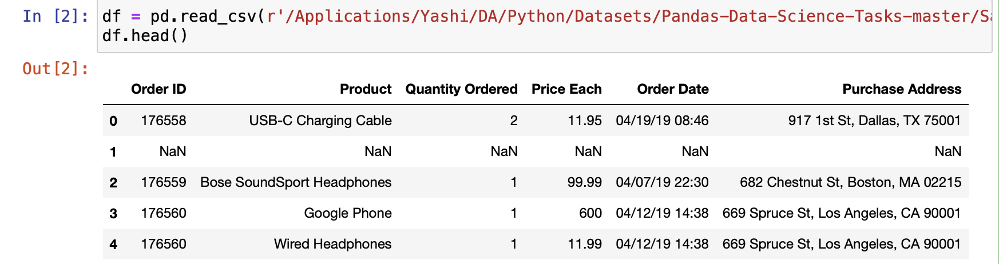 In [2]: df = pd.read_csv(r'/Applications/Yashi/DA/Python/Datasets/Pandas-Data-Science-Tasks-master/
df.head()
Out[2]:
Order ID Product Quantity Ordered Price Each Order Date Purchase Address
0 176558 USB-C Charging Cable 2 11.95 04/19/19 08:46 917 1st St, Dallas, TX 75001
1 NaN NaN NaN NaN NaN NaN
2 176559 Bose SoundSport Headphones 1 99.99 04/07/19 22:30 682 Chestnut St, Boston, MA 02215
3 176560 Google Phone 1 600 04/12/19 14:38 669 Spruce St, Los Angeles, CA 90001
4 176560 Wired Headphones 1 11.99 04/12/19 14:38 669 Spruce St, Los Angeles, CA 90001